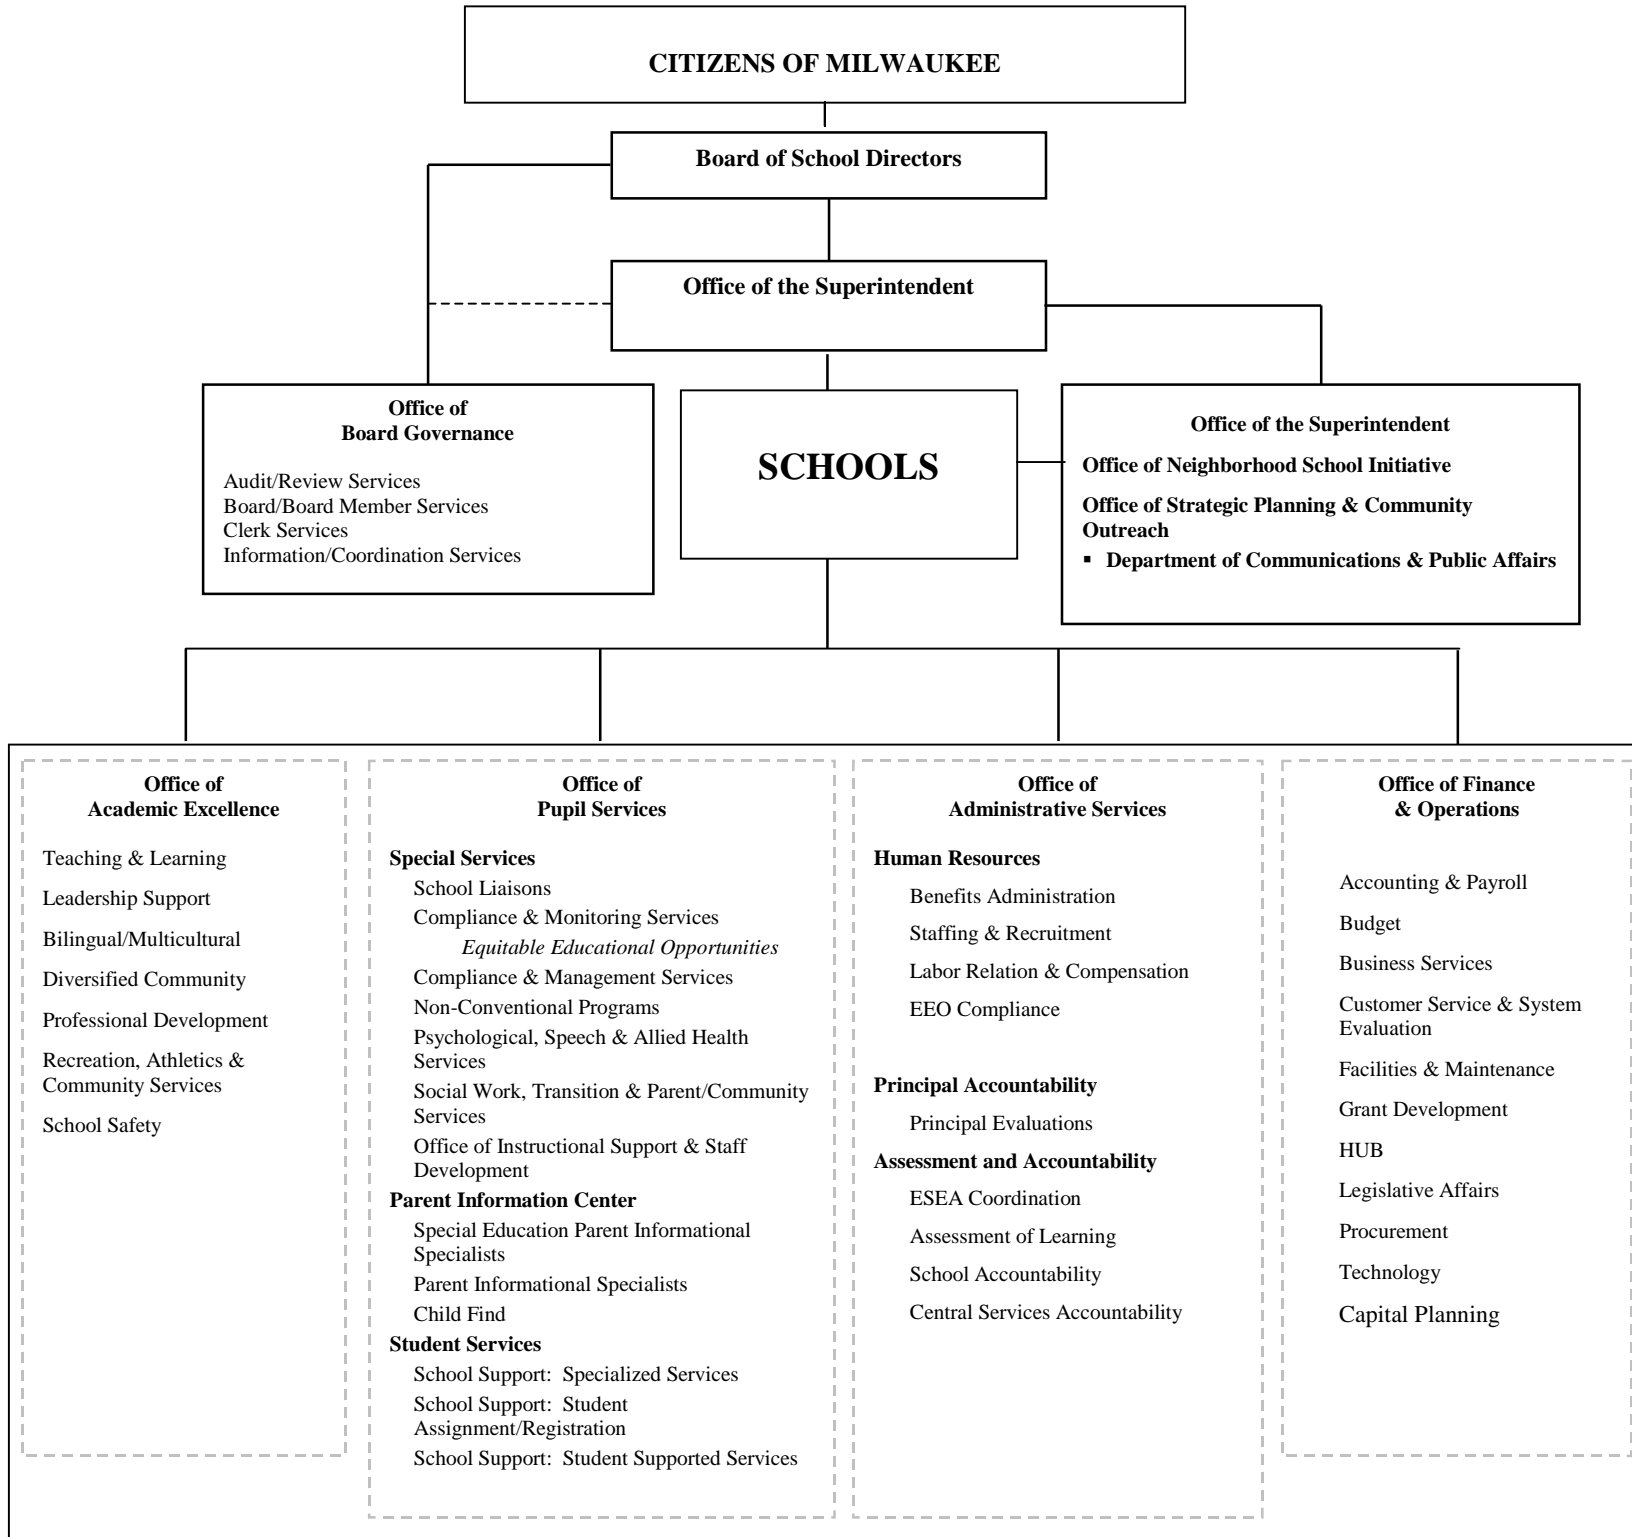 CITIZENS OF MILWAUKEE
Board of School Directors
Office of the Superintendent
Office of
Board Governance
Audit/Review Services
Board/Board Member Services
Clerk Services
Information/Coordination Services
SCHOOLS
Office of the Superintendent
Office of Neighborhood School Initiative
Office of Strategic Planning & Community
Outreach
▪ Department of Communications & Public Affairs
Office of
Academic Excellence
Teaching & Learning
Leadership Support
Bilingual/Multicultural
Diversified Community
Professional Development
Recreation, Athletics &
Community Services
School Safety
Office of
Pupil Services
Special Services
School Liaisons
Compliance & Monitoring Services
Equitable Educational Opportunities
Compliance & Management Services
Non-Conventional Programs
Psychological, Speech & Allied Health
Services
Social Work, Transition & Parent/Community
Services
Office of Instructional Support & Staff
Development
Parent Information Center
Special Education Parent Informational
Specialists
Parent Informational Specialists
Child Find
Student Services
School Support:  Specialized Services
School Support:  Student
Assignment/Registration
School Support:  Student Supported Services
Office of
Administrative Services
Human Resources
Benefits Administration
Staffing & Recruitment
Labor Relation & Compensation
EEO Compliance
Principal Accountability
Principal Evaluations
Assessment and Accountability
ESEA Coordination
Assessment of Learning
School Accountability
Central Services Accountability
Office of Finance
& Operations
Accounting & Payroll
Budget
Business Services
Customer Service & System
Evaluation
Facilities & Maintenance
Grant Development
HUB
Legislative Affairs
Procurement
Technology
Capital Planning